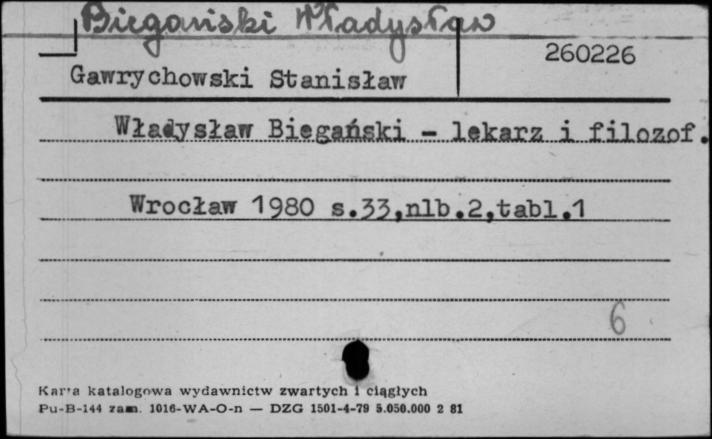 Biegański Władysław
260226
Gawrychowski Stanisław
Władysław Biegański - lekarz i filozof.
Wrocław 1980 s.33,nlb.2,tabl.1
6
Karta katalogowa wydawnictw zwartych i ciągłych
Pu-B-144 zam. 1016-WA-O-n — DZG 1501-4-79 5.050.000 2 81